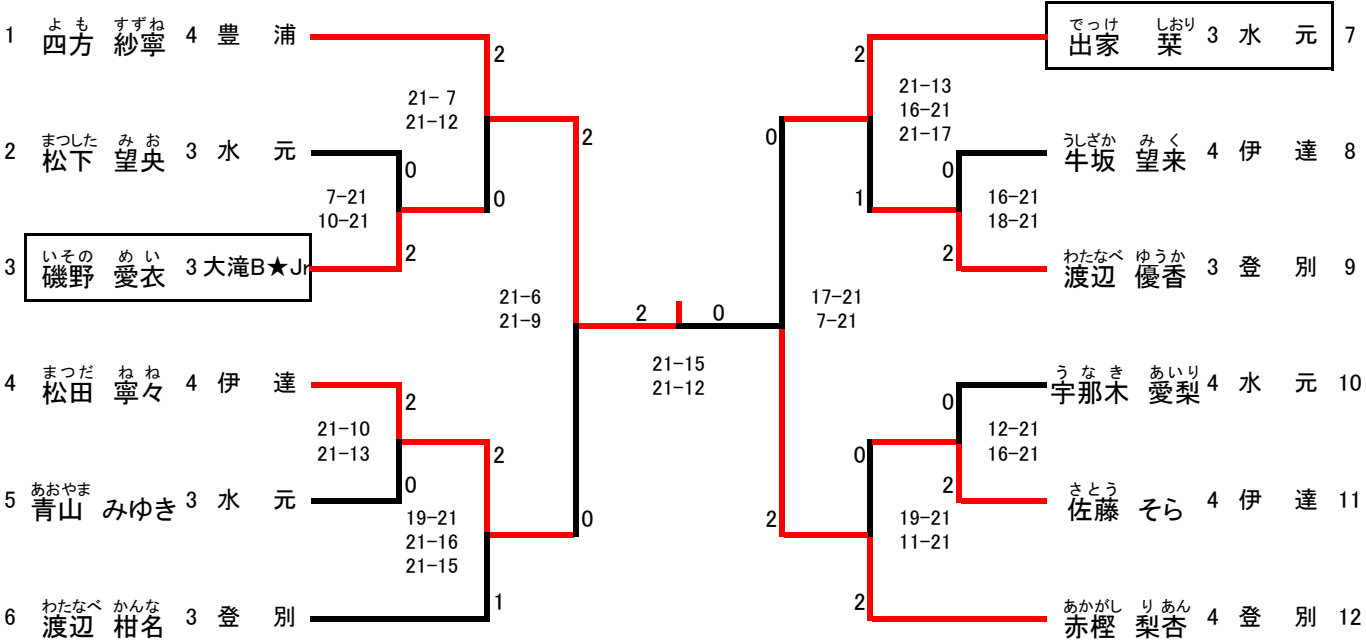 よも すずね
1 四方 紗寧 4 豊 浦
2
21- 7
21-12
まつした みお
2 松下 望央 3 水 元
0
2
7-21
10-21
0
2
いその めい
3 磯野 愛衣 3 大滝B★Jr
21-6
21-9
まつだ ねね
4 松田 寧々 4 伊 達
2
21-10
21-13
2
0
あおやま
5 青山 みゆき 3 水 元
19-21
21-16
21-15
0
1
わたなべ かんな
6 渡辺 柑名 3 登 別
2 0
21-15
21-12
でっけ しおり
出家 栞 3 水 元 7
2
21-13
16-21
21-17
0
うしざか みく
牛坂 望来 4 伊 達 8
0
16-21
18-21
1
2
わたなべ ゆうか
渡辺 優香 3 登 別 9
17-21
7-21
うなき あいり
宇那木 愛梨 4 水 元 10
0
12-21
16-21
0
2
さとう
佐藤 そら 4 伊 達 11
19-21
11-21
2
2
あかがし りあん
赤樫 梨杏 4 登 別 12